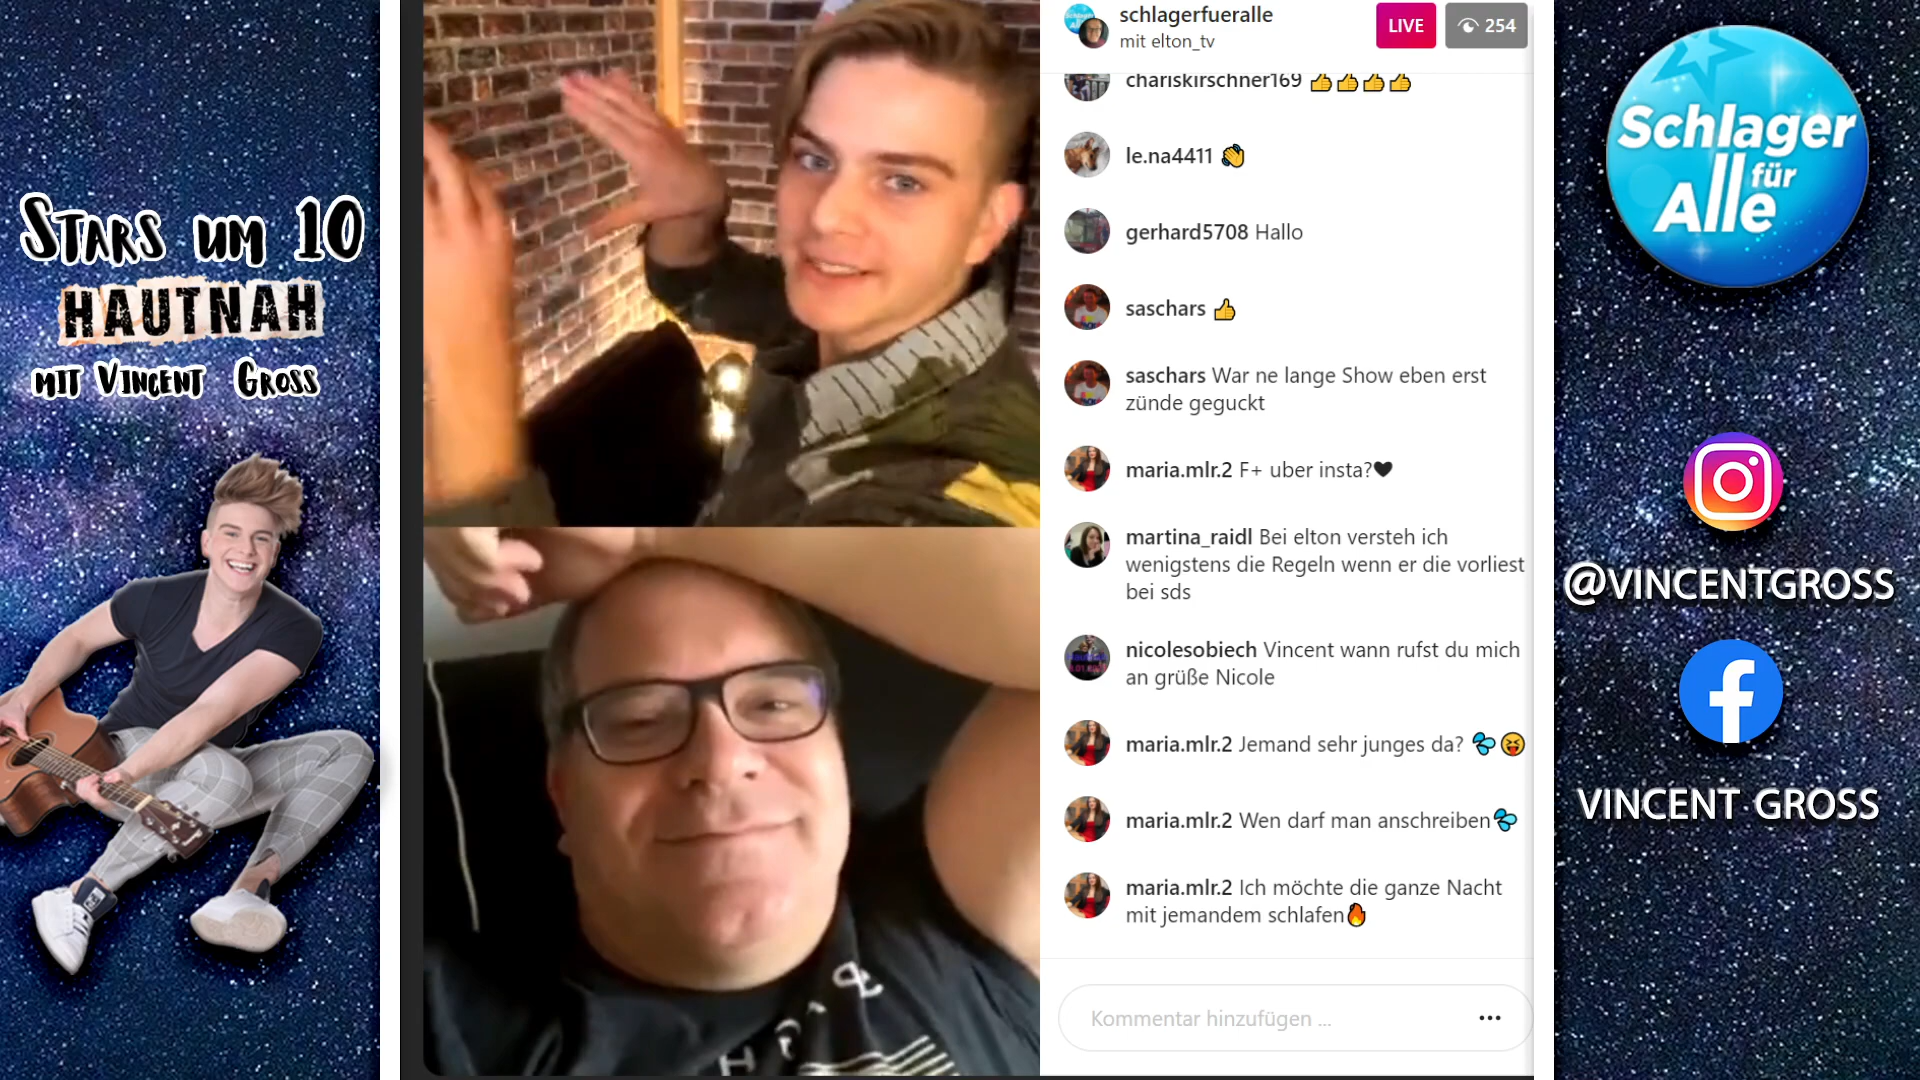 STARS UM 10
HAUTNAH
MIT VINCENT GROSS
schlagerfueralle
mit elton_tv
LIVE
254
chariskirschner169 👍👍👍👍
le.na4411 👏
gerhard5708 Hallo
saschars 👍
saschars War ne lange Show eben erst
zünde geguckt
maria.mlr.2 F+ uber insta?🖤
martina_raidl Bei elton versteh ich
wenigstens die Regeln wenn er die vorliest
bei sds
nicolesobiech Vincent wann rufst du mich
an grüße Nicole
maria.mlr.2 Jemand sehr junges da? 💦😝
maria.mlr.2 Wen darf man anschreiben💦
maria.mlr.2 Ich möchte die ganze Nacht
mit jemandem schlafen🔥
Kommentar hinzufügen ...
Schlager
für
Alle
@VINCENTGROSS
VINCENT GROSS